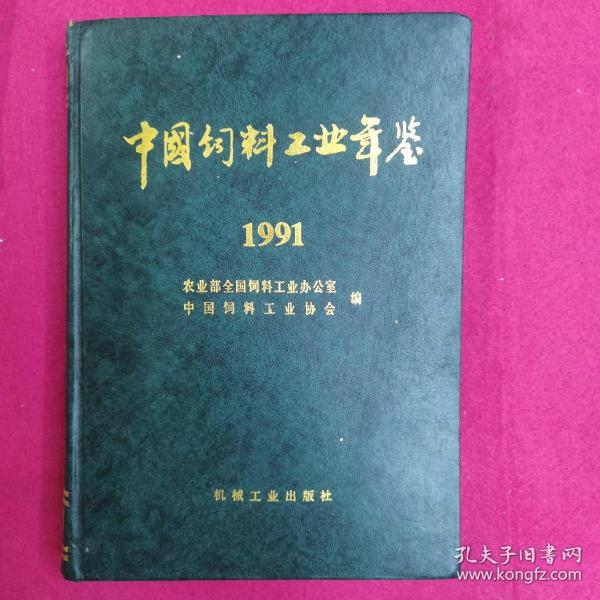 中國饲料工业年鉴
1991
农业部全国饲料工业办公室
中国饲料工业协会
编
机械工业出版社
孔夫子旧书网
www.kongfz.com